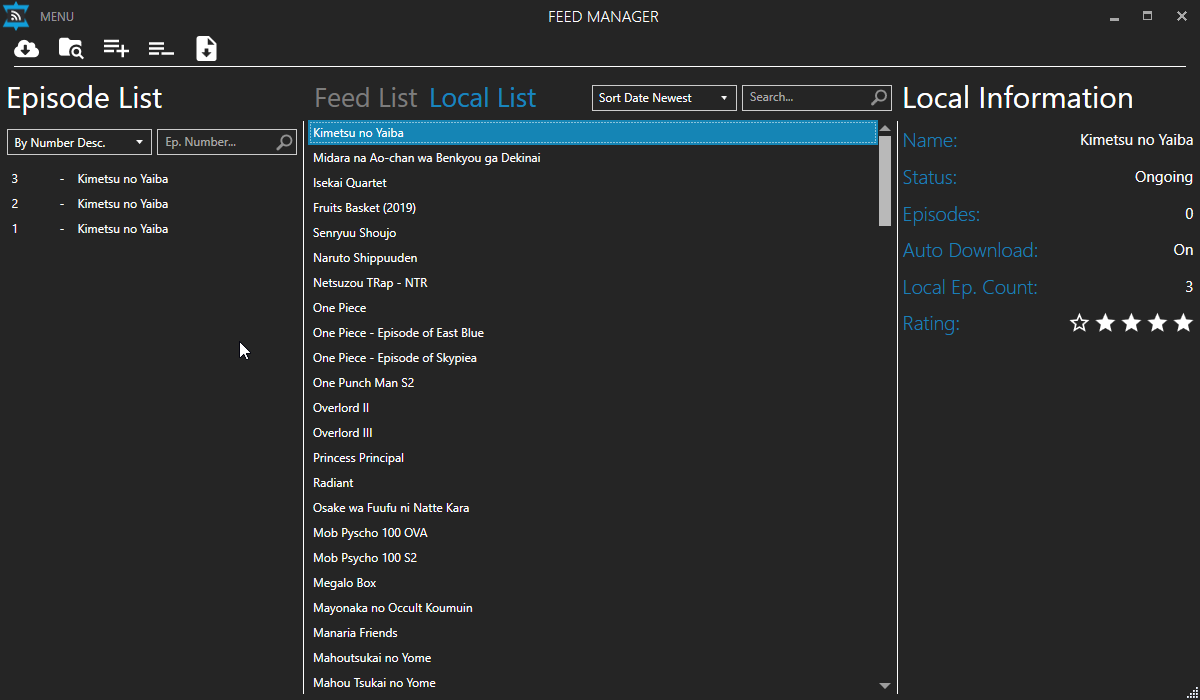 MENU
FEED MANAGER
Episode List
By Number Desc.
Ep. Number...
3 - Kimetsu no Yaiba
2 - Kimetsu no Yaiba
1 - Kimetsu no Yaiba
Feed List Local List
Sort Date Newest
Search...
Kimetsu no Yaiba
Midara na Ao-chan wa Benkyou ga Dekinai
Isekai Quartet
Fruits Basket (2019)
Senryuu Shoujo
Naruto Shippuuden
Netsuzou TRap - NTR
One Piece
One Piece - Episode of East Blue
One Piece - Episode of Skypiea
One Punch Man S2
Overlord II
Overlord III
Princess Principal
Radiant
Osake wa Fuufu ni Natte Kara
Mob Pyscho 100 OVA
Mob Psycho 100 S2
Megalo Box
Mayonaka no Occult Koumuin
Manaria Friends
Mahoutsukai no Yome
Mahou Tsukai no Yome
Local Information
Name: Kimetsu no Yaiba
Status: Ongoing
Episodes: 0
Auto Download: On
Local Ep. Count: 3
Rating: